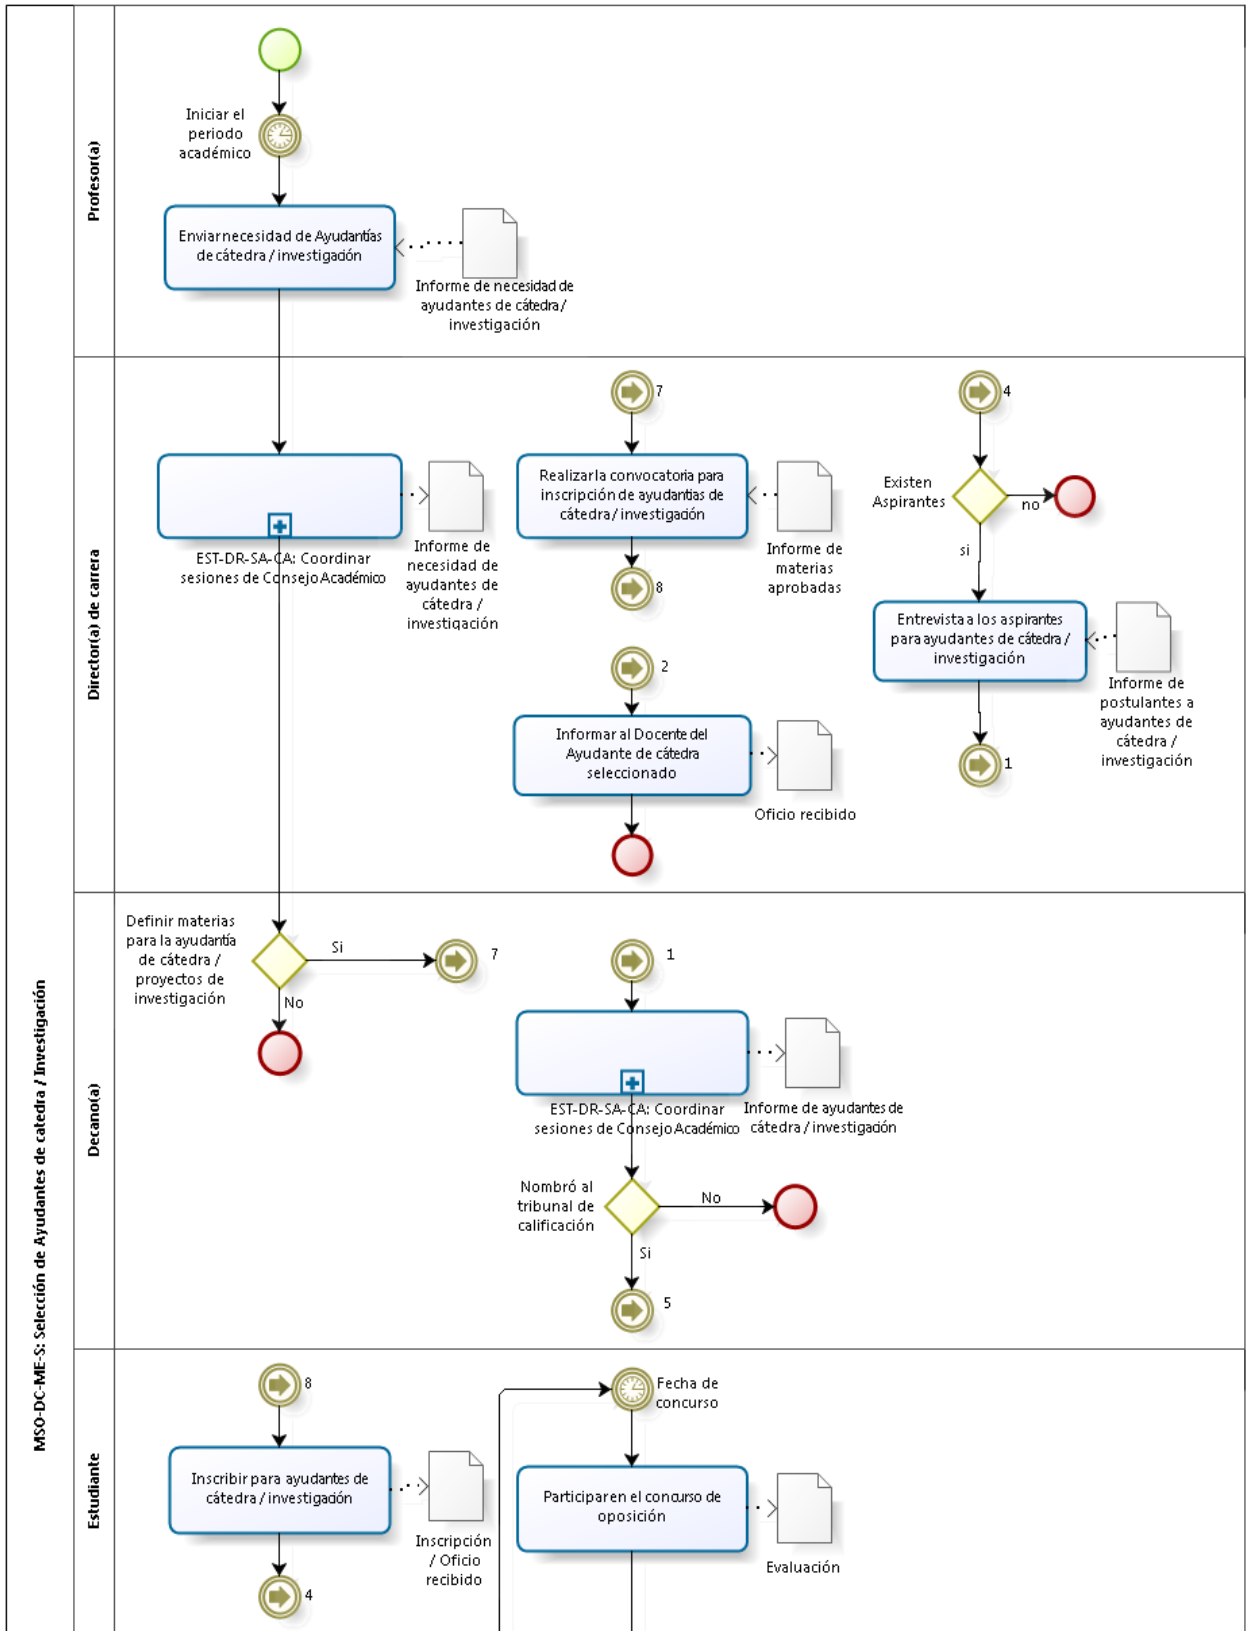 MSO-DC-ME-S: Selección de Ayudantes de catedra / Investigación
Profesor(a)
Iniciar el
periodo
académico
Enviar necesidad de Ayudantías
de cátedra / investigación
Informe de necesidad de
ayudantes de cátedra /
investigación
Director(a) de carrera
EST-DR-SA-CA: Coordinar
sesiones de Consejo Académico
Informe de
necesidad de
ayudantes de
cátedra /
investigación
7
Realizar la convocatoria para
inscripción de ayudantias de
cátedra / investigación
Informe de
materias
aprobadas
8
2
Informar al Docente del
Ayudante de cátedra
seleccionado
Oficio recibido
4
Existen
Aspirantes
no
si
Entrevista a los aspirantes
para ayudantes de cátedra /
investigación
Informe de
postulantes a
ayudantes de
cátedra /
investigación
1
Decano(a)
Definir materias
para la ayudantía
de cátedra /
proyectos de
investigación
Si
7
No
1
EST-DR-SA-CA: Coordinar
sesiones de Consejo Académico
Informe de ayudantes de
cátedra / investigación
Nombró al
tribunal de
calificación
No
Si
5
Estudiante
8
Inscribir para ayudantes de
cátedra / investigación
Inscripción
/ Oficio
recibido
4
Fecha de
concurso
Participar en el concurso de
oposición
Evaluación